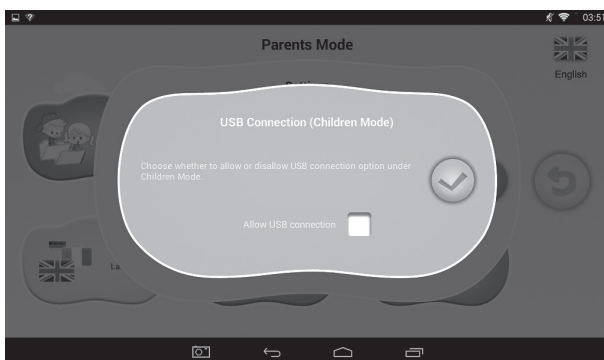 03:51
Parents Mode
English
USB Connection (Children Mode)
Choose whether to allow or disallow USB connection option under
Children Mode.
Allow USB connection